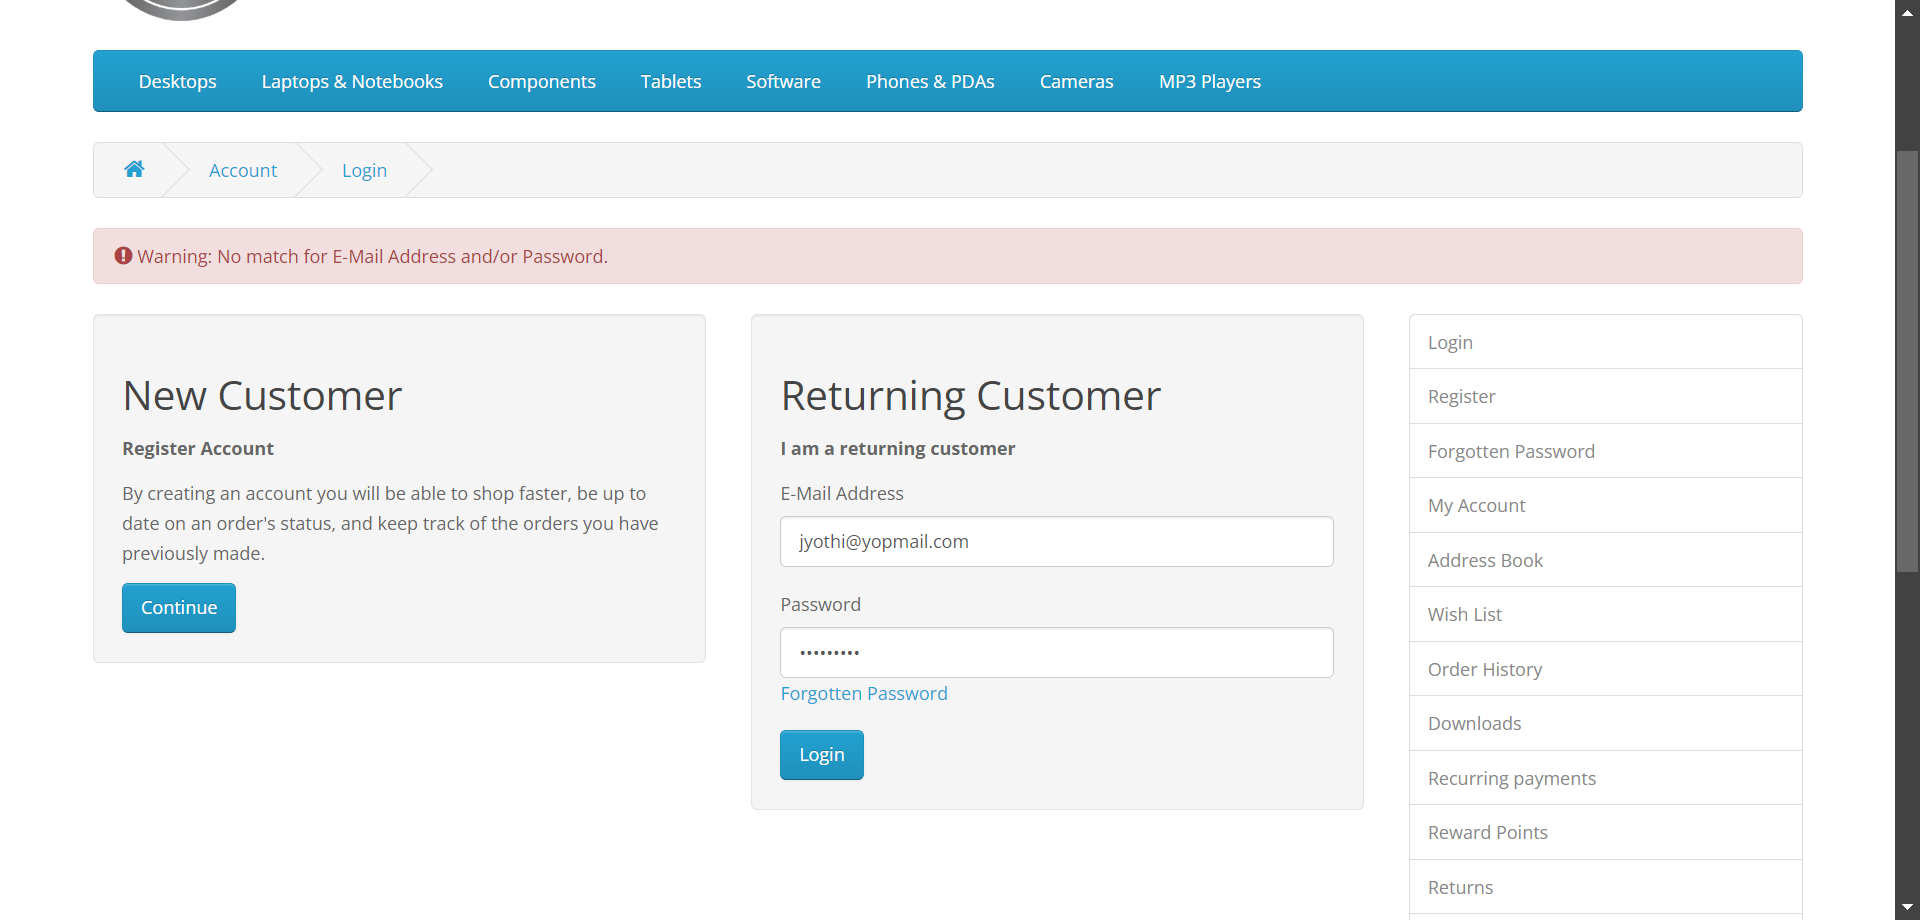 Desktops Laptops & Notebooks Components Tablets Software Phones & PDAs Cameras MP3 Players
Account Login
Warning: No match for E-Mail Address and/or Password.
New Customer
Register Account
By creating an account you will be able to shop faster, be up to
date on an order's status, and keep track of the orders you have
previously made.
Continue
Returning Customer
I am a returning customer
E-Mail Address
jyothi@yopmail.com
Password
•••••••••
Forgotten Password
Login
Login
Register
Forgotten Password
My Account
Address Book
Wish List
Order History
Downloads
Recurring payments
Reward Points
Returns